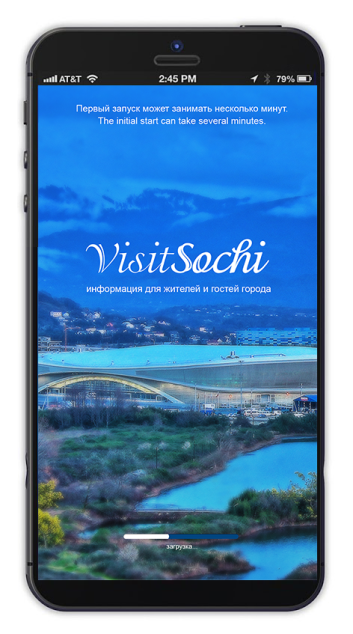 AT&T
2:45 PM
79%
Первый запуск может занимать несколько минут.
The initial start can take several minutes.
VisitSochi
информация для жителей и гостей города
загрузка...